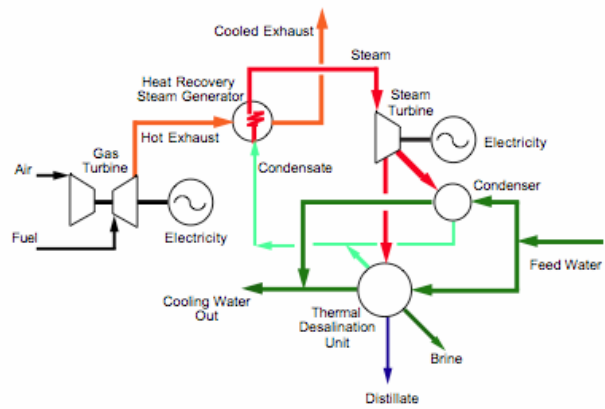 Cooled Exhaust
Steam
Heat Recovery
Steam Generator
Steam
Turbine
Hot Exhaust
Electricity
Gas
Turbine
Air
Condensate
Condenser
Fuel
Electricity
Feed Water
Cooling Water
Out
Thermal
Desalination
Unit
Brine
Distillate